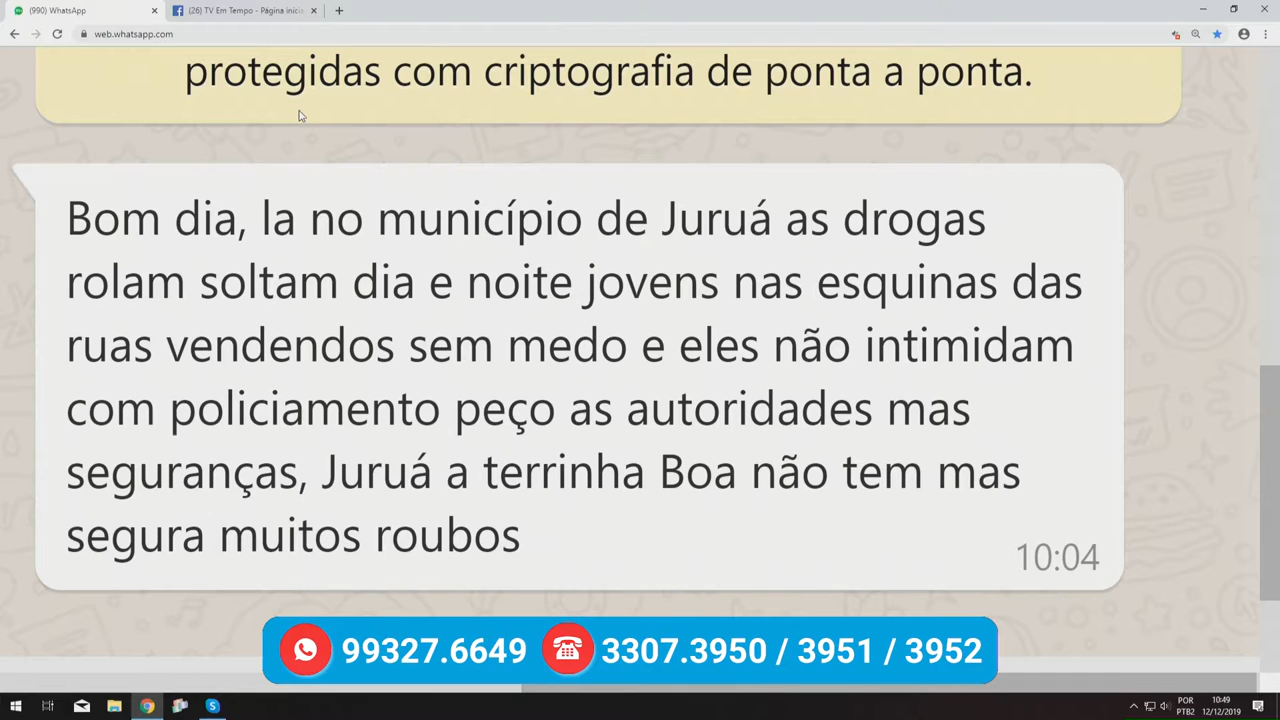 (990) WhatsApp
(26) TV Em Tempo - Página inicia
web.whatsapp.com
protegidas com criptografia de ponta a ponta.
Bom dia, la no município de Juruá as drogas
rolam soltam dia e noite jovens nas esquinas das
ruas vendendos sem medo e eles não intimidam
com policiamento peço as autoridades mas
seguranças, Juruá a terrinha Boa não tem mas
segura muitos roubos
10:04
99327.6649 3307.3950 / 3951 / 3952
POR 10:49
PTB2 12/12/2019